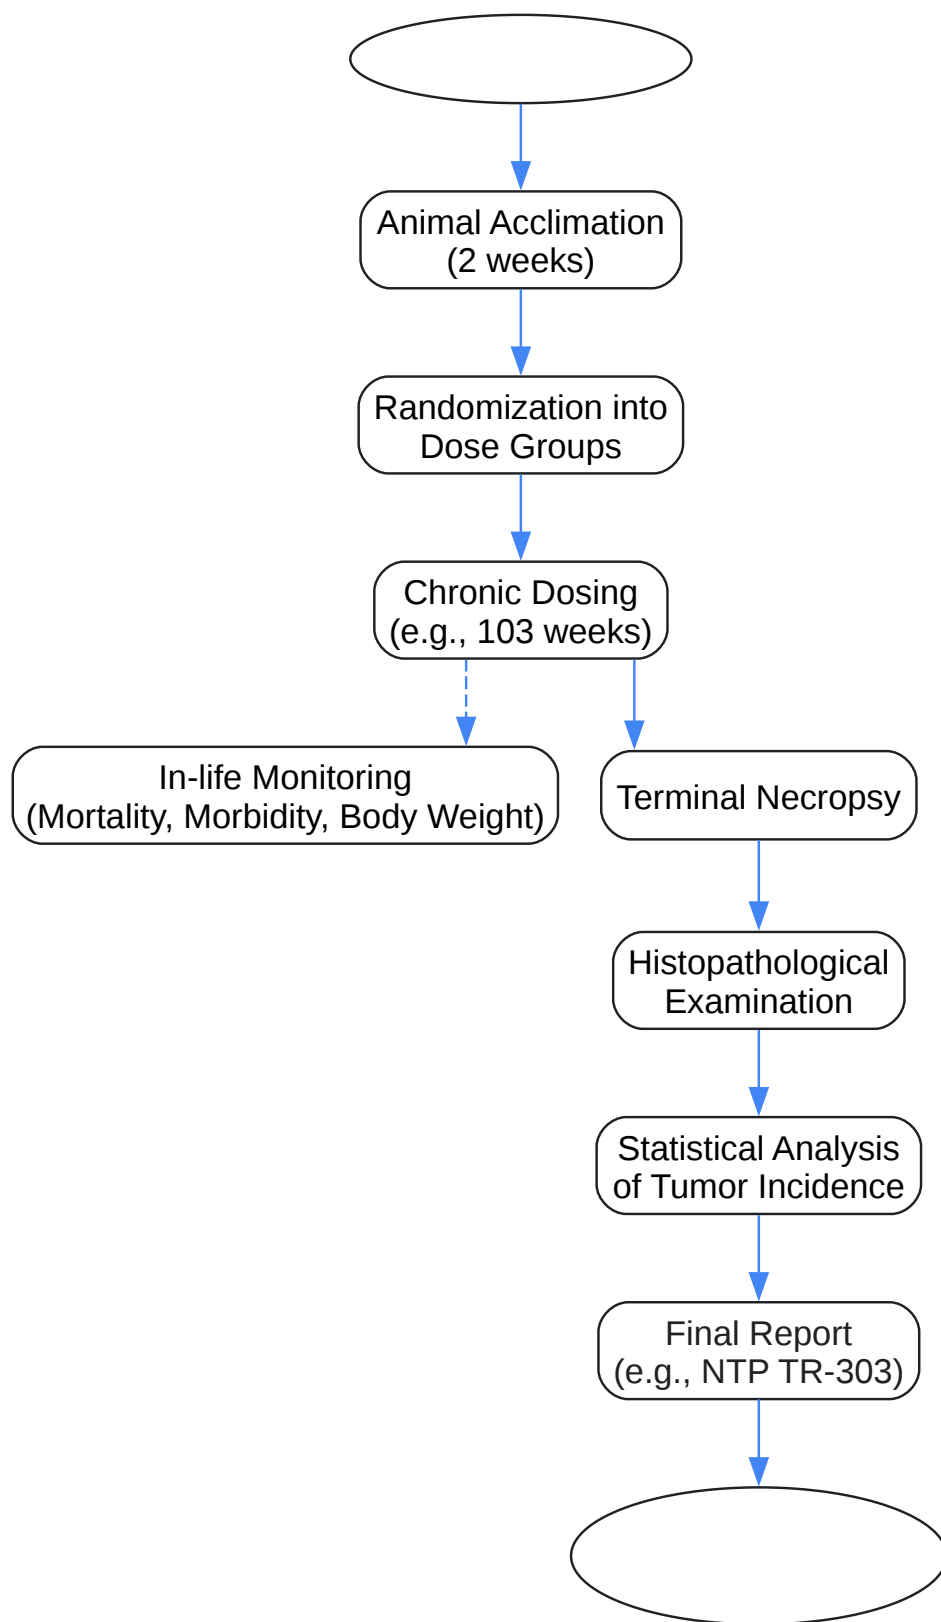 Animal Acclimation
(2 weeks)
Randomization into
Dose Groups
Chronic Dosing
(e.g., 103 weeks)
In-life Monitoring
(Mortality, Morbidity, Body Weight)
Terminal Necropsy
Histopathological
Examination
Statistical Analysis
of Tumor Incidence
Final Report
(e.g., NTP TR-303)